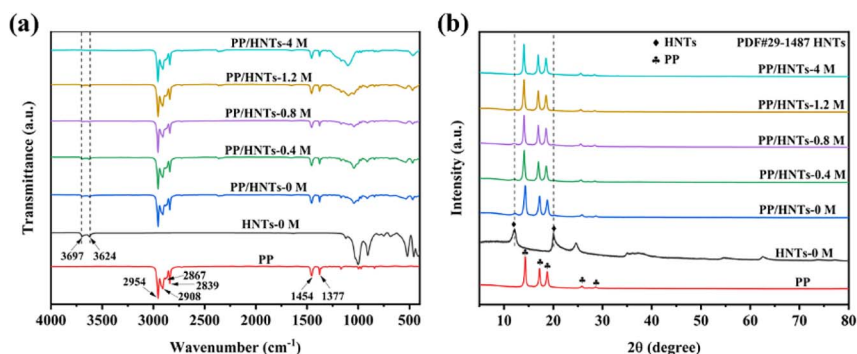 (a)
PP/HNTs-4 M
PP/HNTs-1.2 M
PP/HNTs-0.8 M
PP/HNTs-0.4 M
PP/HNTs-0 M
HNTs-0 M
3697
3624
PP
2867
2839
2954
2908
1454
1377
Transmittance (a.u.)
4000 3500 3000 2500 2000 1500 1000 500
Wavenumber (cm⁻¹)
(b)
♦ HNTs PDF#29-1487 HNTs
♣ PP
PP/HNTs-4 M
PP/HNTs-1.2 M
PP/HNTs-0.8 M
PP/HNTs-0.4 M
PP/HNTs-0 M
HNTs-0 M
PP
Intensity (a.u.)
10 20 30 40 50 60 70 80
2θ (degree)